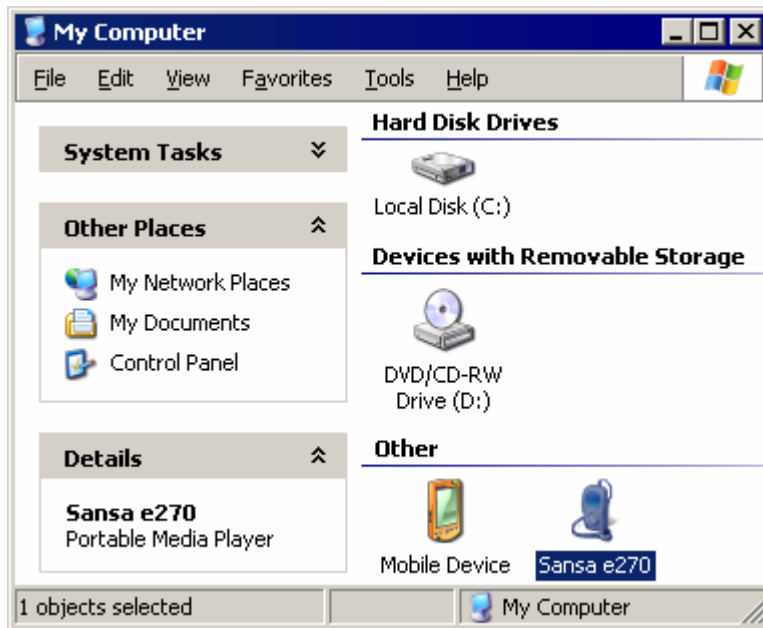 My Computer
File Edit View Favorites Tools Help
System Tasks
Other Places
My Network Places
My Documents
Control Panel
Details
Sansa e270
Portable Media Player
Hard Disk Drives
Local Disk (C:)
Devices with Removable Storage
DVD/CD-RW
Drive (D:)
Other
Mobile Device
Sansa e270
1 objects selected
My Computer